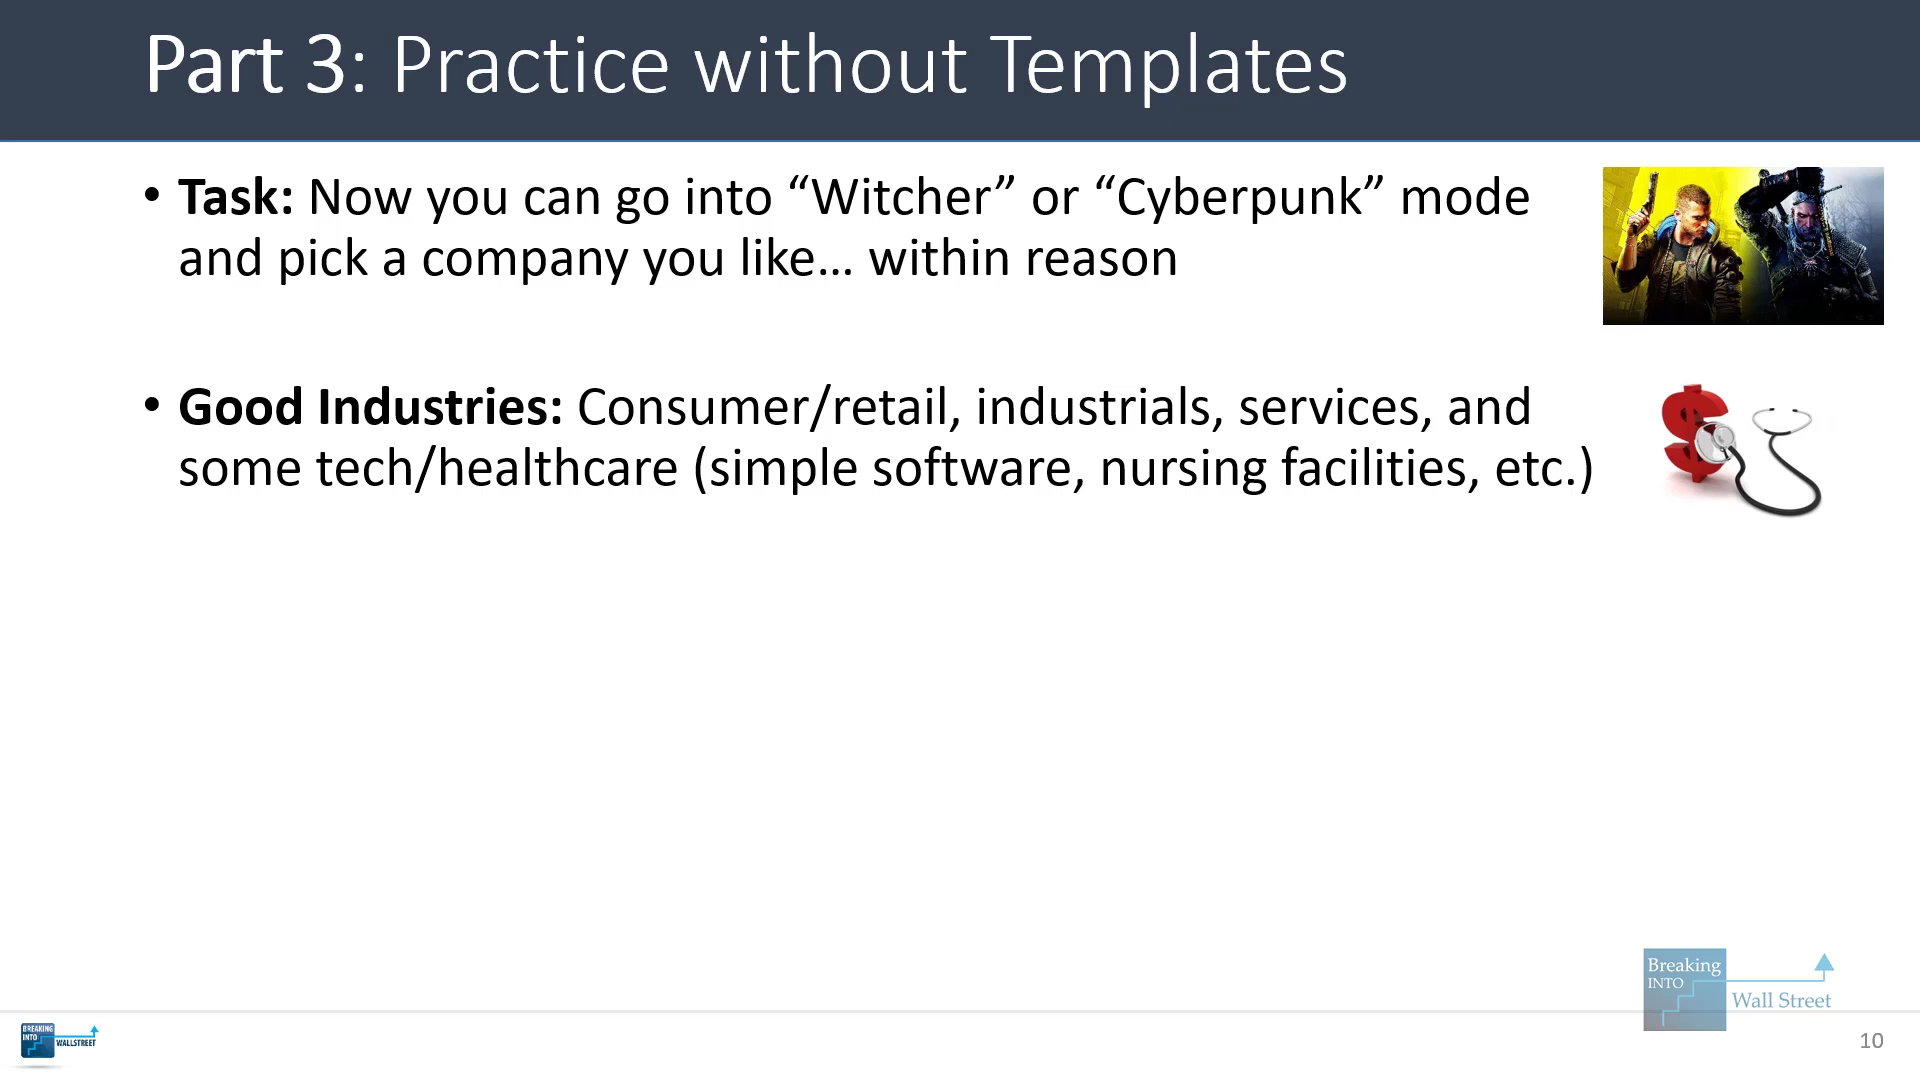 Part 3: Practice without Templates
• Task: Now you can go into “Witcher” or “Cyberpunk” mode
and pick a company you like… within reason
• Good Industries: Consumer/retail, industrials, services, and
some tech/healthcare (simple software, nursing facilities, etc.)
Breaking
INTO
Wall Street
BREAKING
INTO
WALLSTREET
10